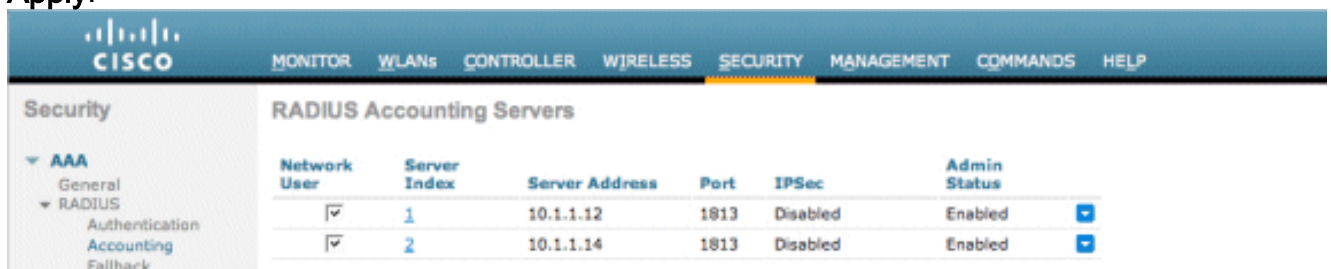 Apply.
CISCO
MONITOR WLANs CONTROLLER WIRELESS SECURITY MANAGEMENT COMMANDS HELP
Security
AAA
General
RADIUS
Authentication
Accounting
Fallback
RADIUS Accounting Servers
Network User Server Index Server Address Port IPSec Admin Status
1 10.1.1.12 1813 Disabled Enabled
2 10.1.1.14 1813 Disabled Enabled